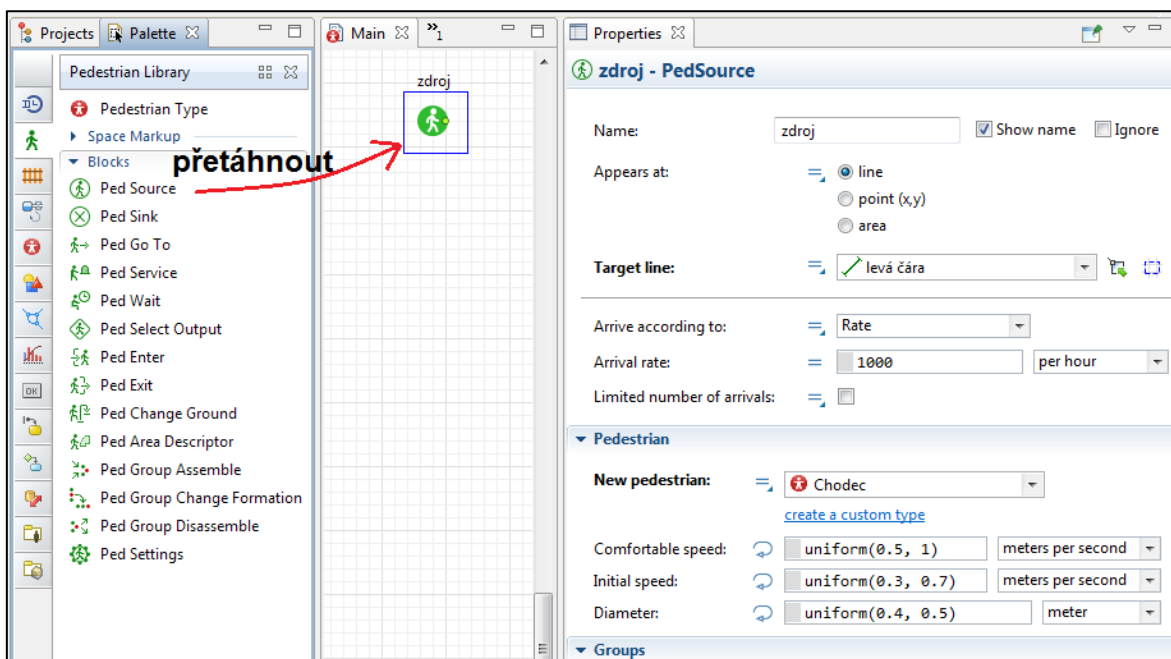 Projects
Palette
Pedestrian Library
Pedestrian Type
Space Markup
Blocks
Ped Source
Ped Sink
Ped Go To
Ped Service
Ped Wait
Ped Select Output
Ped Enter
Ped Exit
Ped Change Ground
Ped Area Descriptor
Ped Group Assemble
Ped Group Change Formation
Ped Group Disassemble
Ped Settings
OK
přetáhnout
Main
»1
zdroj
Properties
zdroj - PedSource
Name: zdroj Show name Ignore
Appears at: line
point (x,y)
area
Target line: levá čára
Arrive according to: Rate
Arrival rate: 1000 per hour
Limited number of arrivals:
Pedestrian
New pedestrian: Chodec
create a custom type
Comfortable speed: uniform(0.5, 1) meters per second
Initial speed: uniform(0.3, 0.7) meters per second
Diameter: uniform(0.4, 0.5) meter
Groups